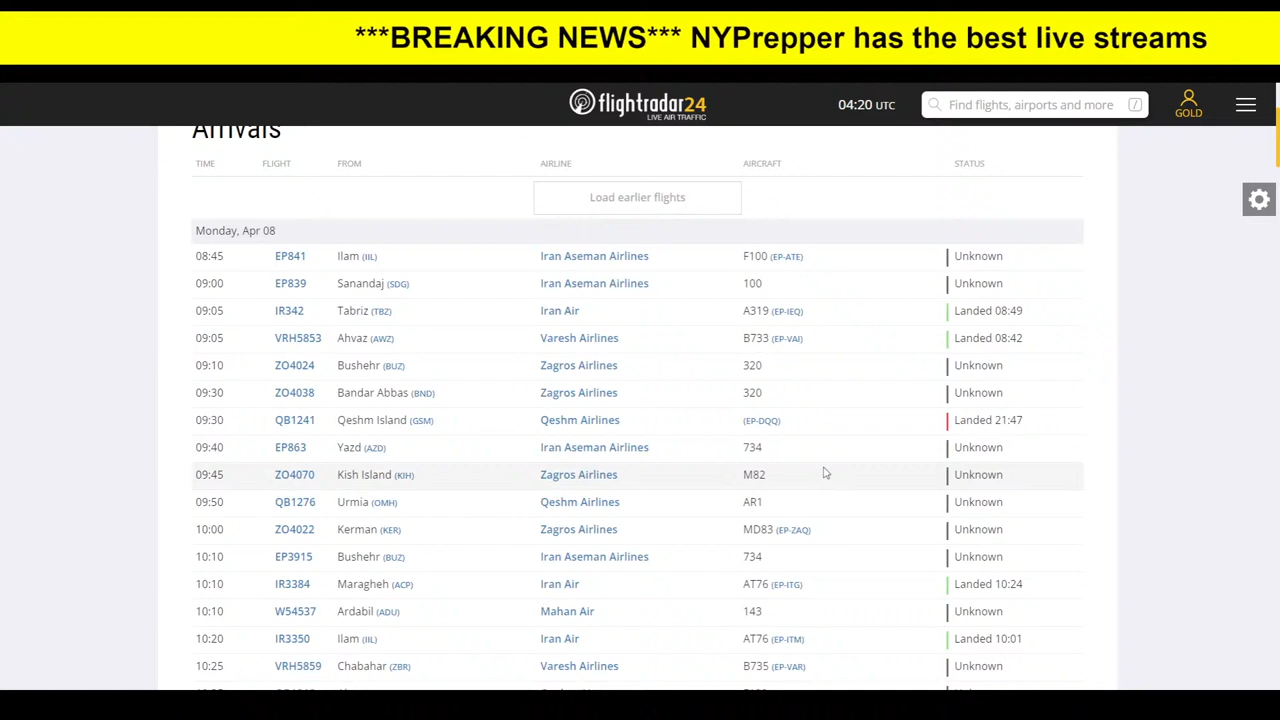 ***BREAKING NEWS*** NYPrepper has the best live streams
flightradar24
LIVE AIR TRAFFIC
04:20 UTC
Find flights, airports and more /
GOLD
Arrivals
TIME FLIGHT FROM AIRLINE AIRCRAFT STATUS
Load earlier flights
Monday, Apr 08
08:45 EP841 Ilam (IIL) Iran Aseman Airlines F100 (EP-ATE) Unknown
09:00 EP839 Sanandaj (SDG) Iran Aseman Airlines 100 Unknown
09:05 IR342 Tabriz (TBZ) Iran Air A319 (EP-IEQ) Landed 08:49
09:05 VRH5853 Ahvaz (AWZ) Varesh Airlines B733 (EP-VAI) Landed 08:42
09:10 ZO4024 Bushehr (BUZ) Zagros Airlines 320 Unknown
09:30 ZO4038 Bandar Abbas (BND) Zagros Airlines 320 Unknown
09:30 QB1241 Qeshm Island (GSM) Qeshm Airlines (EP-DQQ) Landed 21:47
09:40 EP863 Yazd (AZD) Iran Aseman Airlines 734 Unknown
09:45 ZO4070 Kish Island (KIH) Zagros Airlines M82 Unknown
09:50 QB1276 Urmia (OMH) Qeshm Airlines AR1 Unknown
10:00 ZO4022 Kerman (KER) Zagros Airlines MD83 (EP-ZAQ) Unknown
10:10 EP3915 Bushehr (BUZ) Iran Aseman Airlines 734 Unknown
10:10 IR3384 Maragheh (ACP) Iran Air AT76 (EP-ITG) Landed 10:24
10:10 W54537 Ardabil (ADU) Mahan Air 143 Unknown
10:20 IR3350 Ilam (IIL) Iran Air AT76 (EP-ITM) Landed 10:01
10:25 VRH5859 Chabahar (ZBR) Varesh Airlines B735 (EP-VAR) Unknown